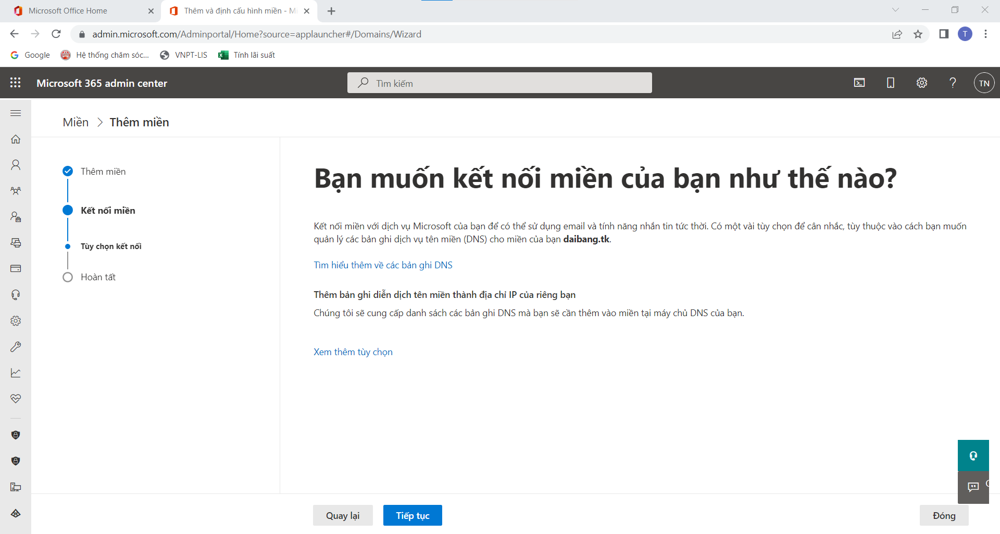 Microsoft Office Home
Thêm và định cấu hình miền - Mi
admin.microsoft.com/Adminportal/Home?source=applauncher#/Domains/Wizard
T
Google
Hệ thống chăm sóc...
VNPT-LIS
Tính lãi suất
Microsoft 365 admin center
Tìm kiếm
TN
Miền
Thêm miền
Thêm miền
Kết nối miền
Tùy chọn kết nối
Hoàn tất
Bạn muốn kết nối miền của bạn như thế nào?
Kết nối miền với dịch vụ Microsoft của bạn để có thể sử dụng email và tính năng nhắn tin tức thời. Có một vài tùy chọn để cân nhắc, tùy thuộc vào cách bạn muốn
quản lý các bản ghi dịch vụ tên miền (DNS) cho miền của bạn daibang.tk.
Tìm hiểu thêm về các bản ghi DNS
Thêm bản ghi diễn dịch tên miền thành địa chỉ IP của riêng bạn
Chúng tôi sẽ cung cấp danh sách các bản ghi DNS mà bạn sẽ cần thêm vào miền tại máy chủ DNS của bạn.
Xem thêm tùy chọn
Quay lại
Tiếp tục
Đóng